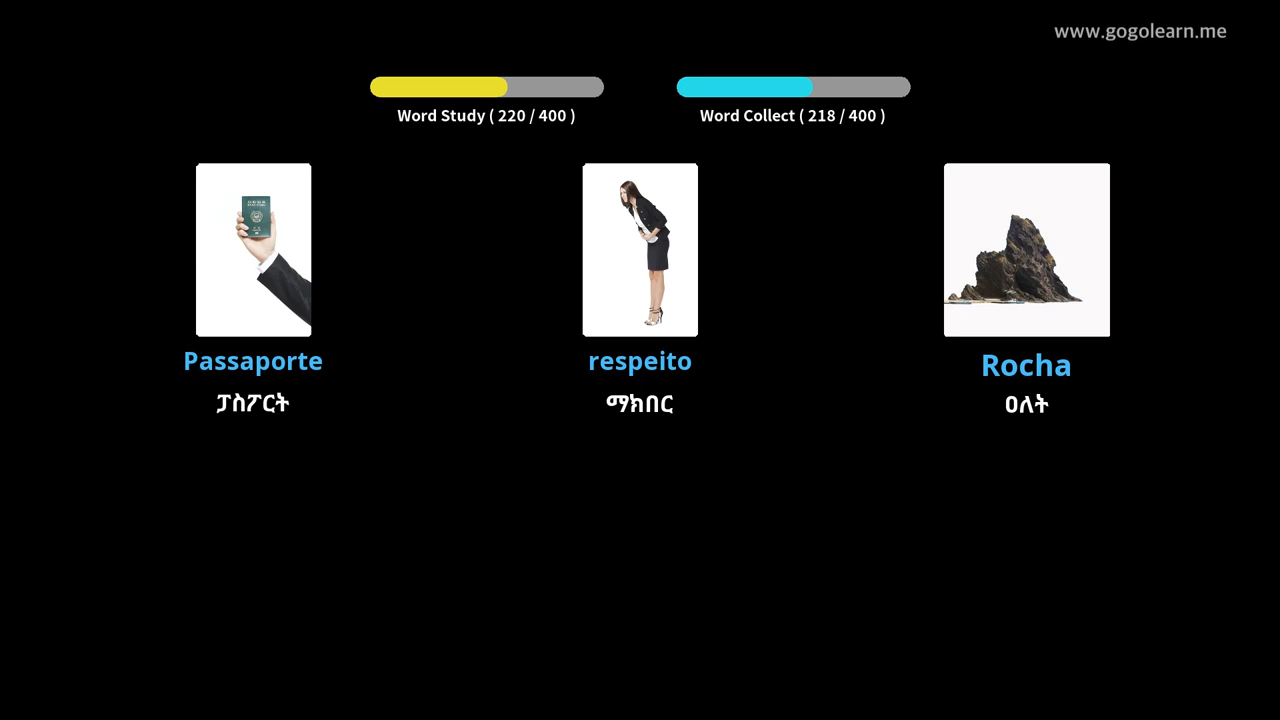 www.gogolearn.me
Word Study ( 220 / 400 )
Word Collect ( 218 / 400 )
Passaporte
respeito
Rocha
ፓስፖርት
ማክበር
ዐለት